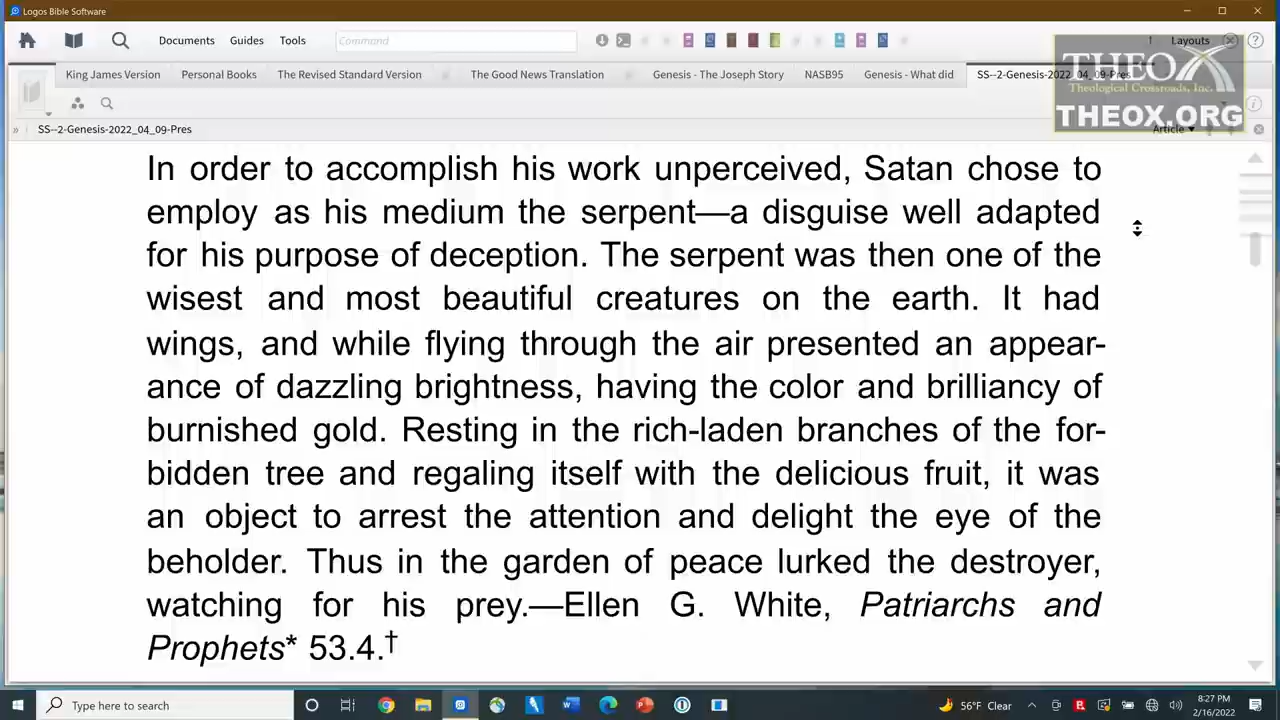 Logos Bible Software
Documents Guides Tools Command Layouts
King James Version Personal Books The Revised Standard Version The Good News Translation Genesis - The Joseph Story NASB95 Genesis - What did SS--2-Genesis-2022_04_09-Pres
THEOX
Theological Crossroads, Inc.
THEOX.ORG
SS--2-Genesis-2022_04_09-Pres Article
In order to accomplish his work unperceived, Satan chose to
employ as his medium the serpent—a disguise well adapted
for his purpose of deception. The serpent was then one of the
wisest and most beautiful creatures on the earth. It had
wings, and while flying through the air presented an appear-
ance of dazzling brightness, having the color and brilliancy of
burnished gold. Resting in the rich-laden branches of the for-
bidden tree and regaling itself with the delicious fruit, it was
an object to arrest the attention and delight the eye of the
beholder. Thus in the garden of peace lurked the destroyer,
watching for his prey.—Ellen G. White, Patriarchs and
Prophets* 53.4.†
Type here to search
56°F Clear
8:27 PM
2/16/2022